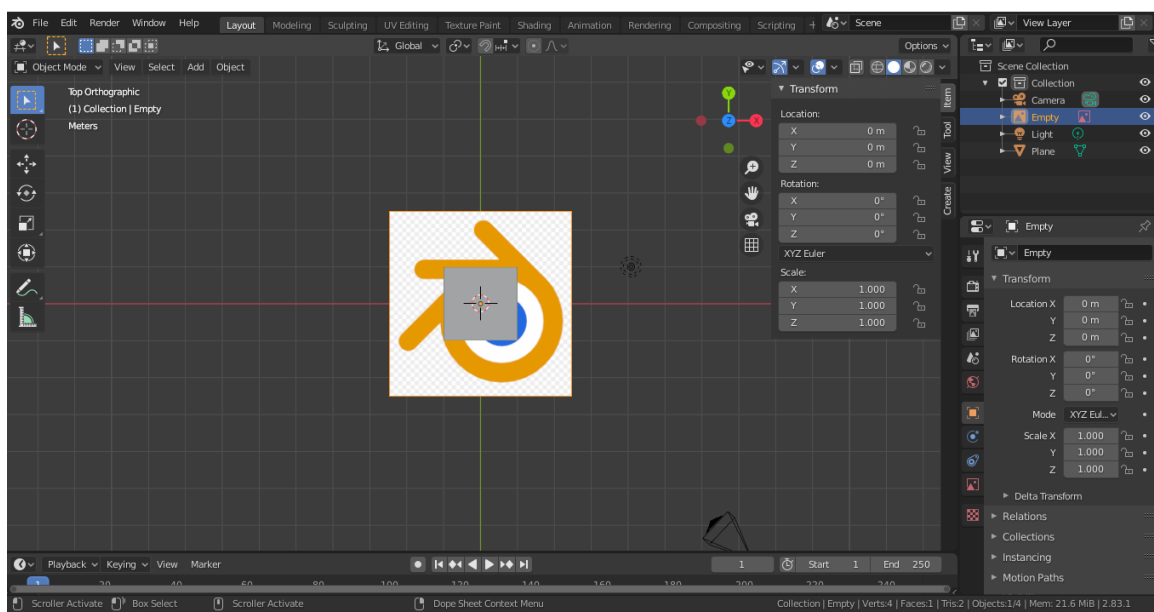 File Edit Render Window Help Layout Modeling Sculpting UV Editing Texture Paint Shading Animation Rendering Compositing Scripting + Scene View Layer
Global Options
Object Mode View Select Add Object
Top Orthographic
(1) Collection | Empty
Meters
Y
Z
X
Transform
Location:
X 0 m
Y 0 m
Z 0 m
Rotation:
X 0°
Y 0°
Z 0°
XYZ Euler
Scale:
X 1.000
Y 1.000
Z 1.000
Item
Tool
View
Create
Scene Collection
Collection
Camera
Empty
Light
Plane
Empty
Empty
Transform
Location X 0 m
Y 0 m
Z 0 m
Rotation X 0°
Y 0°
Z 0°
Mode XYZ Eul...
Scale X 1.000
Y 1.000
Z 1.000
Delta Transform
Relations
Collections
Instancing
Motion Paths
Playback Keying View Marker 1 Start 1 End 250
1 20 40 60 80 100 120 140 160 180 200 220 240
Scroller Activate Box Select Scroller Activate Dope Sheet Context Menu Collection | Empty | Verts:4 | Faces:1 | Tris:2 | Objects:1/4 | Mem: 21.6 MiB | 2.83.1